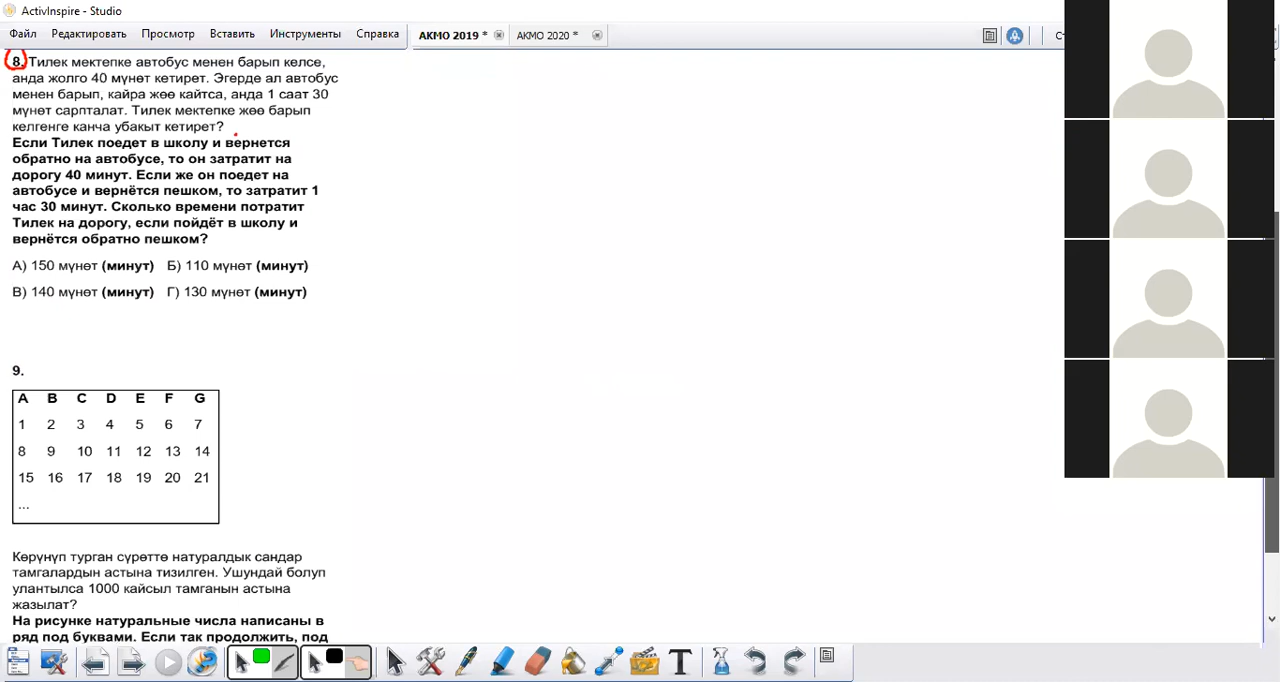 ActivInspire - Studio
Файл Редактировать Просмотр Вставить Инструменты Справка
АКМО 2019 * АКМО 2020 *
8. Тилек мектепке автобус менен барып келсе,
анда жолго 40 мүнөт кетирет. Эгерде ал автобус
менен барып, кайра жөө кайтса, анда 1 саат 30
мүнөт сарпталат. Тилек мектепке жөө барып
келгенге канча убакыт кетирет?
Если Тилек поедет в школу и вернется
обратно на автобусе, то он затратит на
дорогу 40 минут. Если же он поедет на
автобусе и вернётся пешком, то затратит 1
час 30 минут. Сколько времени потратит
Тилек на дорогу, если пойдёт в школу и
вернётся обратно пешком?
А) 150 мүнөт (минут) Б) 110 мүнөт (минут)
В) 140 мүнөт (минут) Г) 130 мүнөт (минут)
9.
A B C D E F G
1 2 3 4 5 6 7
8 9 10 11 12 13 14
15 16 17 18 19 20 21
...
Көрүнүп турган сүрөттө натуралдык сандар
тамгалардын астына тизилген. Ушундай болуп
улантылса 1000 кайсыл тамганын астына
жазылат?
На рисунке натуральные числа написаны в
ряд под буквами. Если так продолжить, под